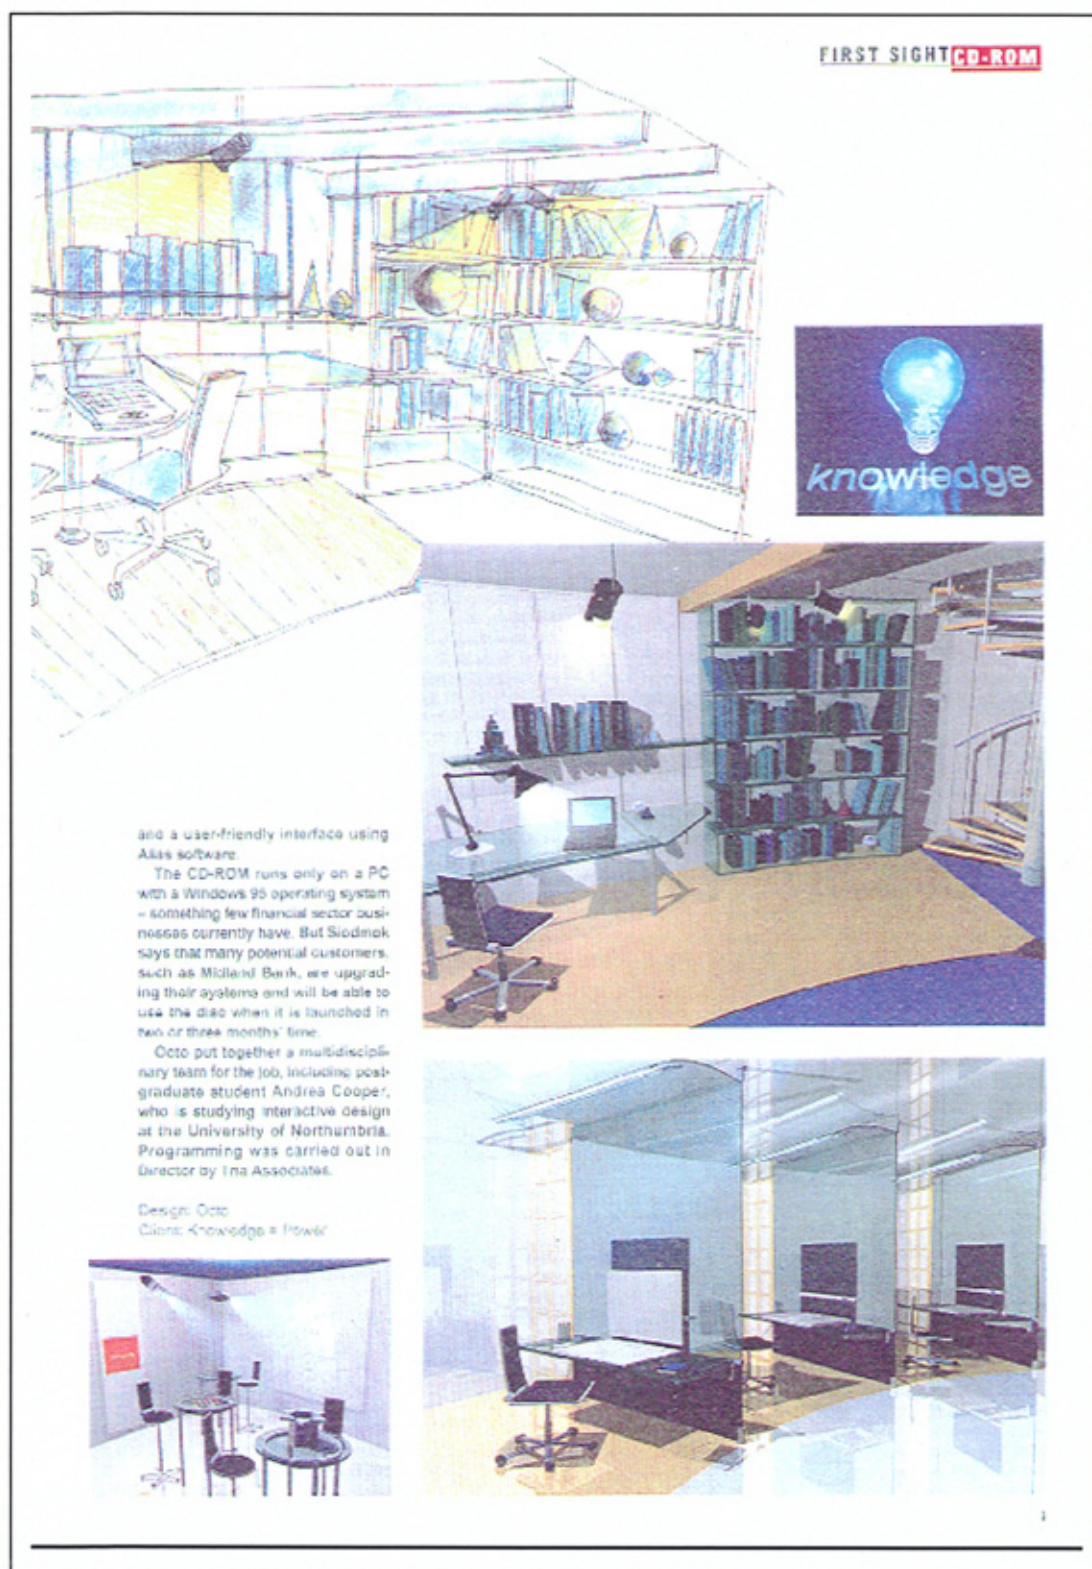 FIRST SIGHT CD-ROM
knowledge
and a user-friendly interface using
Alias software.
The CD-ROM runs only on a PC
with a Windows 95 operating system
– something few financial sector busi-
nesses currently have. But Siodmok
says that many potential customers,
such as Midland Bank, are upgrad-
ing their systems and will be able to
use the disc when it is launched in
two or three months' time.
Octo put together a multidiscipli-
nary team for the job, including post-
graduate student Andrea Cooper,
who is studying interactive design
at the University of Northumbria.
Programming was carried out in
Director by Associates.
Design: Octo
Client: Knowledge = Power